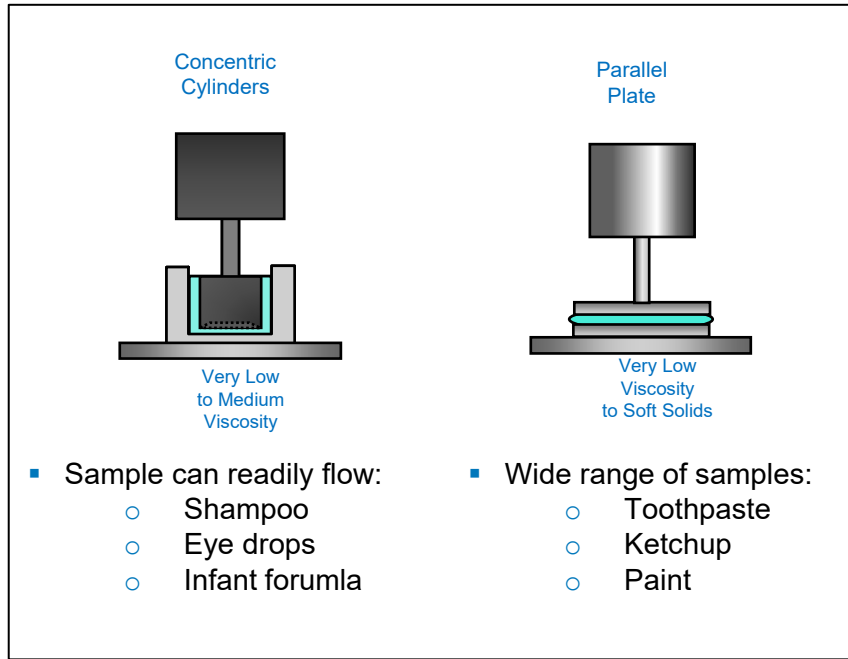 Concentric
Cylinders
Very Low
to Medium
Viscosity
▪ Sample can readily flow:
o Shampoo
o Eye drops
o Infant forumla
Parallel
Plate
Very Low
Viscosity
to Soft Solids
▪ Wide range of samples:
o Toothpaste
o Ketchup
o Paint